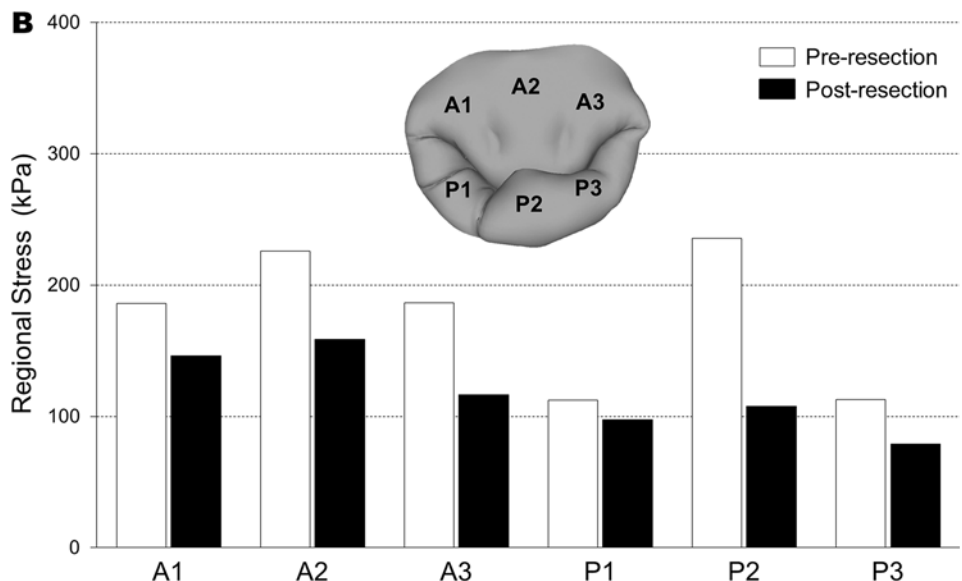 B
Regional Stress (kPa)
400
300
200
100
0
Pre-resection
Post-resection
A1
A2
A3
P1
P2
P3
A1 A2 A3 P1 P2 P3